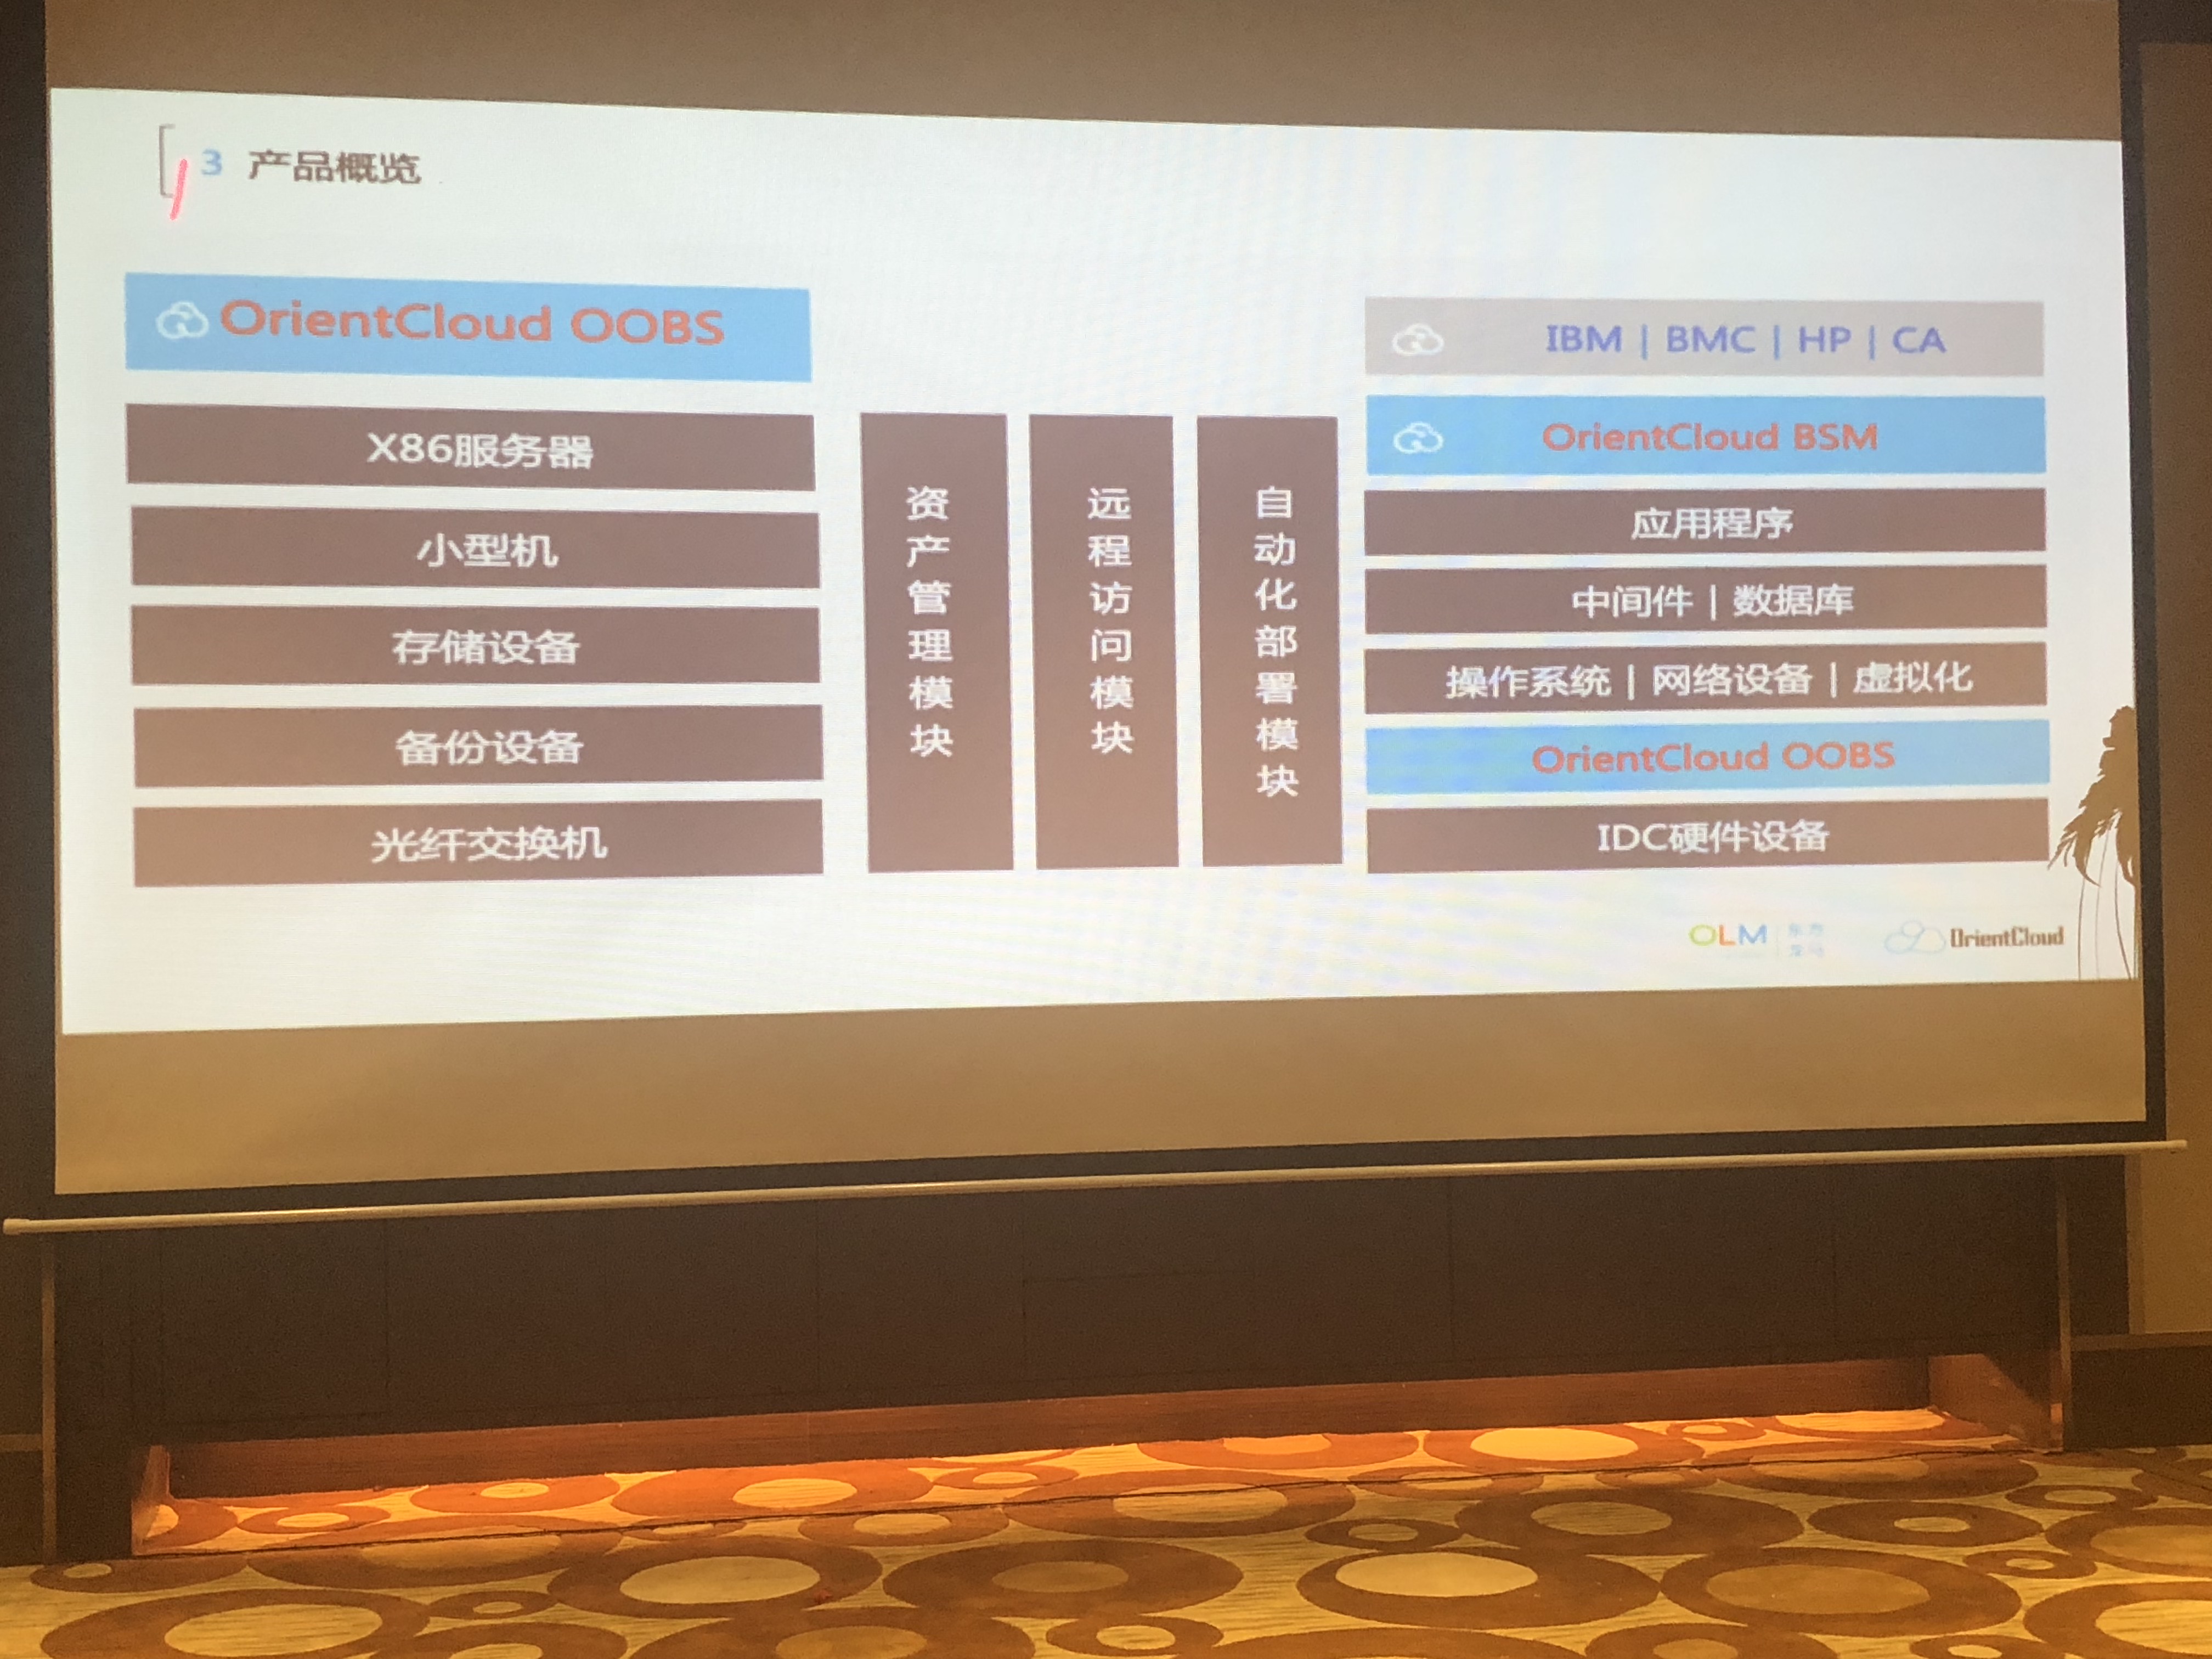 3 产品概览
OrientCloud OOBS
X86服务器
小型机
存储设备
备份设备
光纤交换机
资产管理模块
远程访问模块
自动化部署模块
IBM | BMC | HP | CA
OrientCloud BSM
应用程序
中间件 | 数据库
操作系统 | 网络设备 | 虚拟化
OrientCloud OOBS
IDC硬件设备
OLM 东方
龙马
OrientCloud